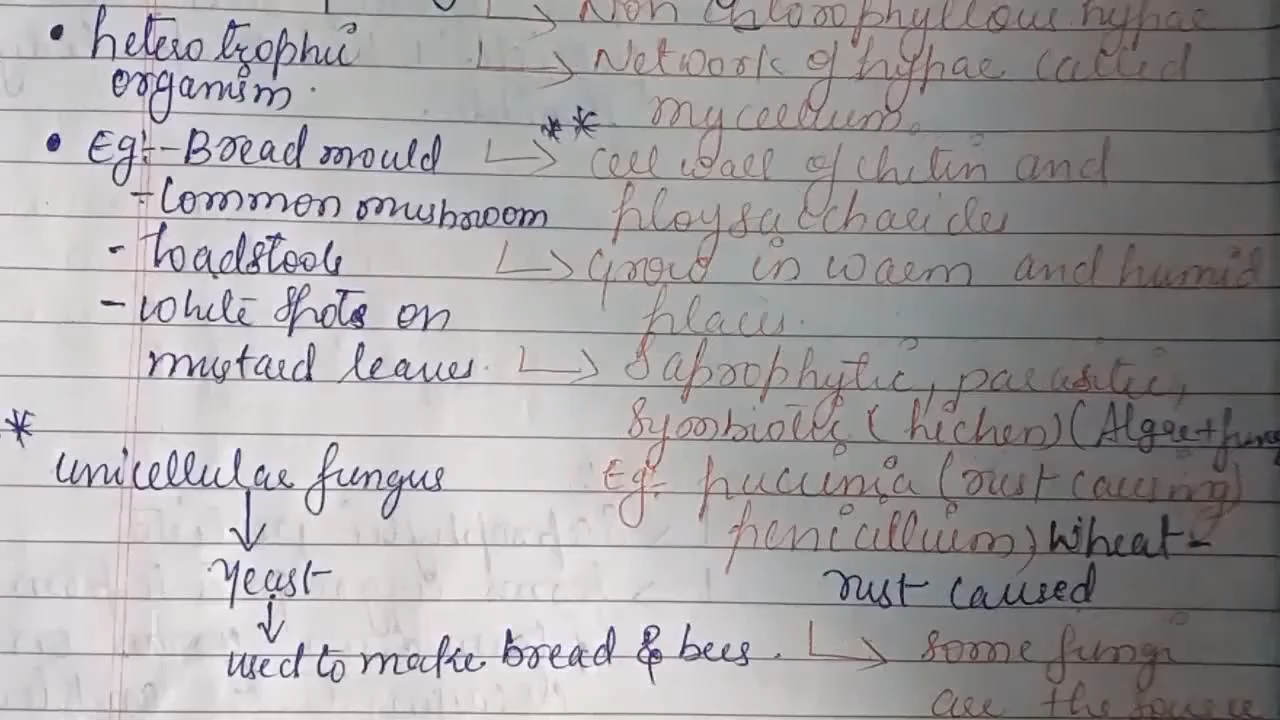 Non chlorophyllous hyphae
• heterotrophic
organism.
• Eg:- Bread mould
- Common mushroom
- toadstools
- white spots on
mustard leaves.
* unicellular fungus
↓
yeast
↓
used to make bread & beer.
↳ Network of hyphae called
mycelium.
** ↳ cell wall of chitin and
ploysaccharides
↳ Grow in warm and humid
places.
↳ Saprophytic, parasitic,
Symbiotic (lichen) (Algae + fung
Eg:- puccinia (rust causing)
penicillium, Wheat-
rust caused
↳ some fungi
are the source